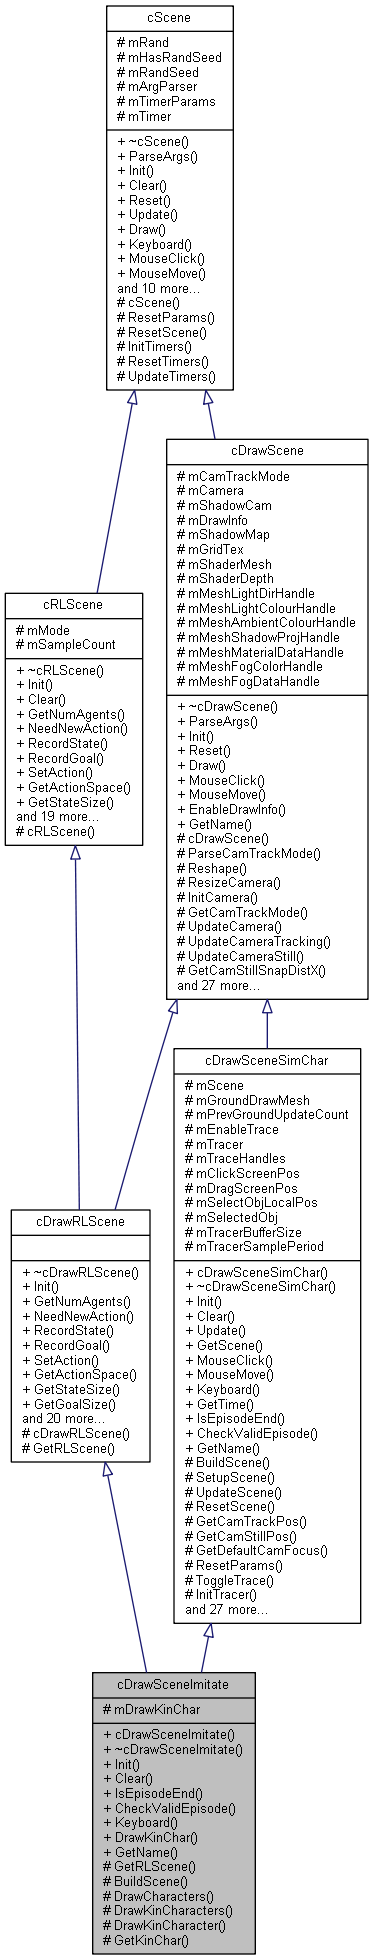 cScene
# mRand
# mHasRandSeed
# mRandSeed
# mArgParser
# mTimerParams
# mTimer
+ ~cScene()
+ ParseArgs()
+ Init()
+ Clear()
+ Reset()
+ Update()
+ Draw()
+ Keyboard()
+ MouseClick()
+ MouseMove()
and 10 more...
# cScene()
# ResetParams()
# ResetScene()
# InitTimers()
# ResetTimers()
# UpdateTimers()
cDrawScene
# mCamTrackMode
# mCamera
# mShadowCam
# mDrawInfo
# mShadowMap
# mGridTex
# mShaderMesh
# mShaderDepth
# mMeshLightDirHandle
# mMeshLightColourHandle
# mMeshAmbientColourHandle
# mMeshShadowProjHandle
# mMeshMaterialDataHandle
# mMeshFogColorHandle
# mMeshFogDataHandle
+ ~cDrawScene()
+ ParseArgs()
+ Init()
+ Reset()
+ Draw()
+ MouseClick()
+ MouseMove()
+ EnableDrawInfo()
+ GetName()
# cDrawScene()
# ParseCamTrackMode()
# Reshape()
# ResizeCamera()
# InitCamera()
# GetCamTrackMode()
# UpdateCamera()
# UpdateCameraTracking()
# UpdateCameraStill()
# GetCamStillSnapDistX()
and 27 more...
cRLScene
# mMode
# mSampleCount
+ ~cRLScene()
+ Init()
+ Clear()
+ GetNumAgents()
+ NeedNewAction()
+ RecordState()
+ RecordGoal()
+ SetAction()
+ GetActionSpace()
+ GetStateSize()
and 19 more...
# cRLScene()
cDrawSceneSimChar
# mScene
# mGroundDrawMesh
# mPrevGroundUpdateCount
# mEnableTrace
# mTracer
# mTraceHandles
# mClickScreenPos
# mDragScreenPos
# mSelectObjLocalPos
# mSelectedObj
# mTracerBufferSize
# mTracerSamplePeriod
+ cDrawSceneSimChar()
+ ~cDrawSceneSimChar()
+ Init()
+ Clear()
+ Update()
+ GetScene()
+ MouseClick()
+ MouseMove()
+ Keyboard()
+ GetTime()
+ IsEpisodeEnd()
+ CheckValidEpisode()
+ GetName()
# BuildScene()
# SetupScene()
# UpdateScene()
# ResetScene()
# GetCamTrackPos()
# GetCamStillPos()
# GetDefaultCamFocus()
# ResetParams()
# ToggleTrace()
# InitTracer()
and 27 more...
cDrawRLScene
+ ~cDrawRLScene()
+ Init()
+ GetNumAgents()
+ NeedNewAction()
+ RecordState()
+ RecordGoal()
+ SetAction()
+ GetActionSpace()
+ GetStateSize()
+ GetGoalSize()
and 20 more...
# cDrawRLScene()
# GetRLScene()
cDrawSceneImitate
# mDrawKinChar
+ cDrawSceneImitate()
+ ~cDrawSceneImitate()
+ Init()
+ Clear()
+ IsEpisodeEnd()
+ CheckValidEpisode()
+ Keyboard()
+ DrawKinChar()
+ GetName()
# GetRLScene()
# BuildScene()
# DrawCharacters()
# DrawKinCharacters()
# DrawKinCharacter()
# GetKinChar()